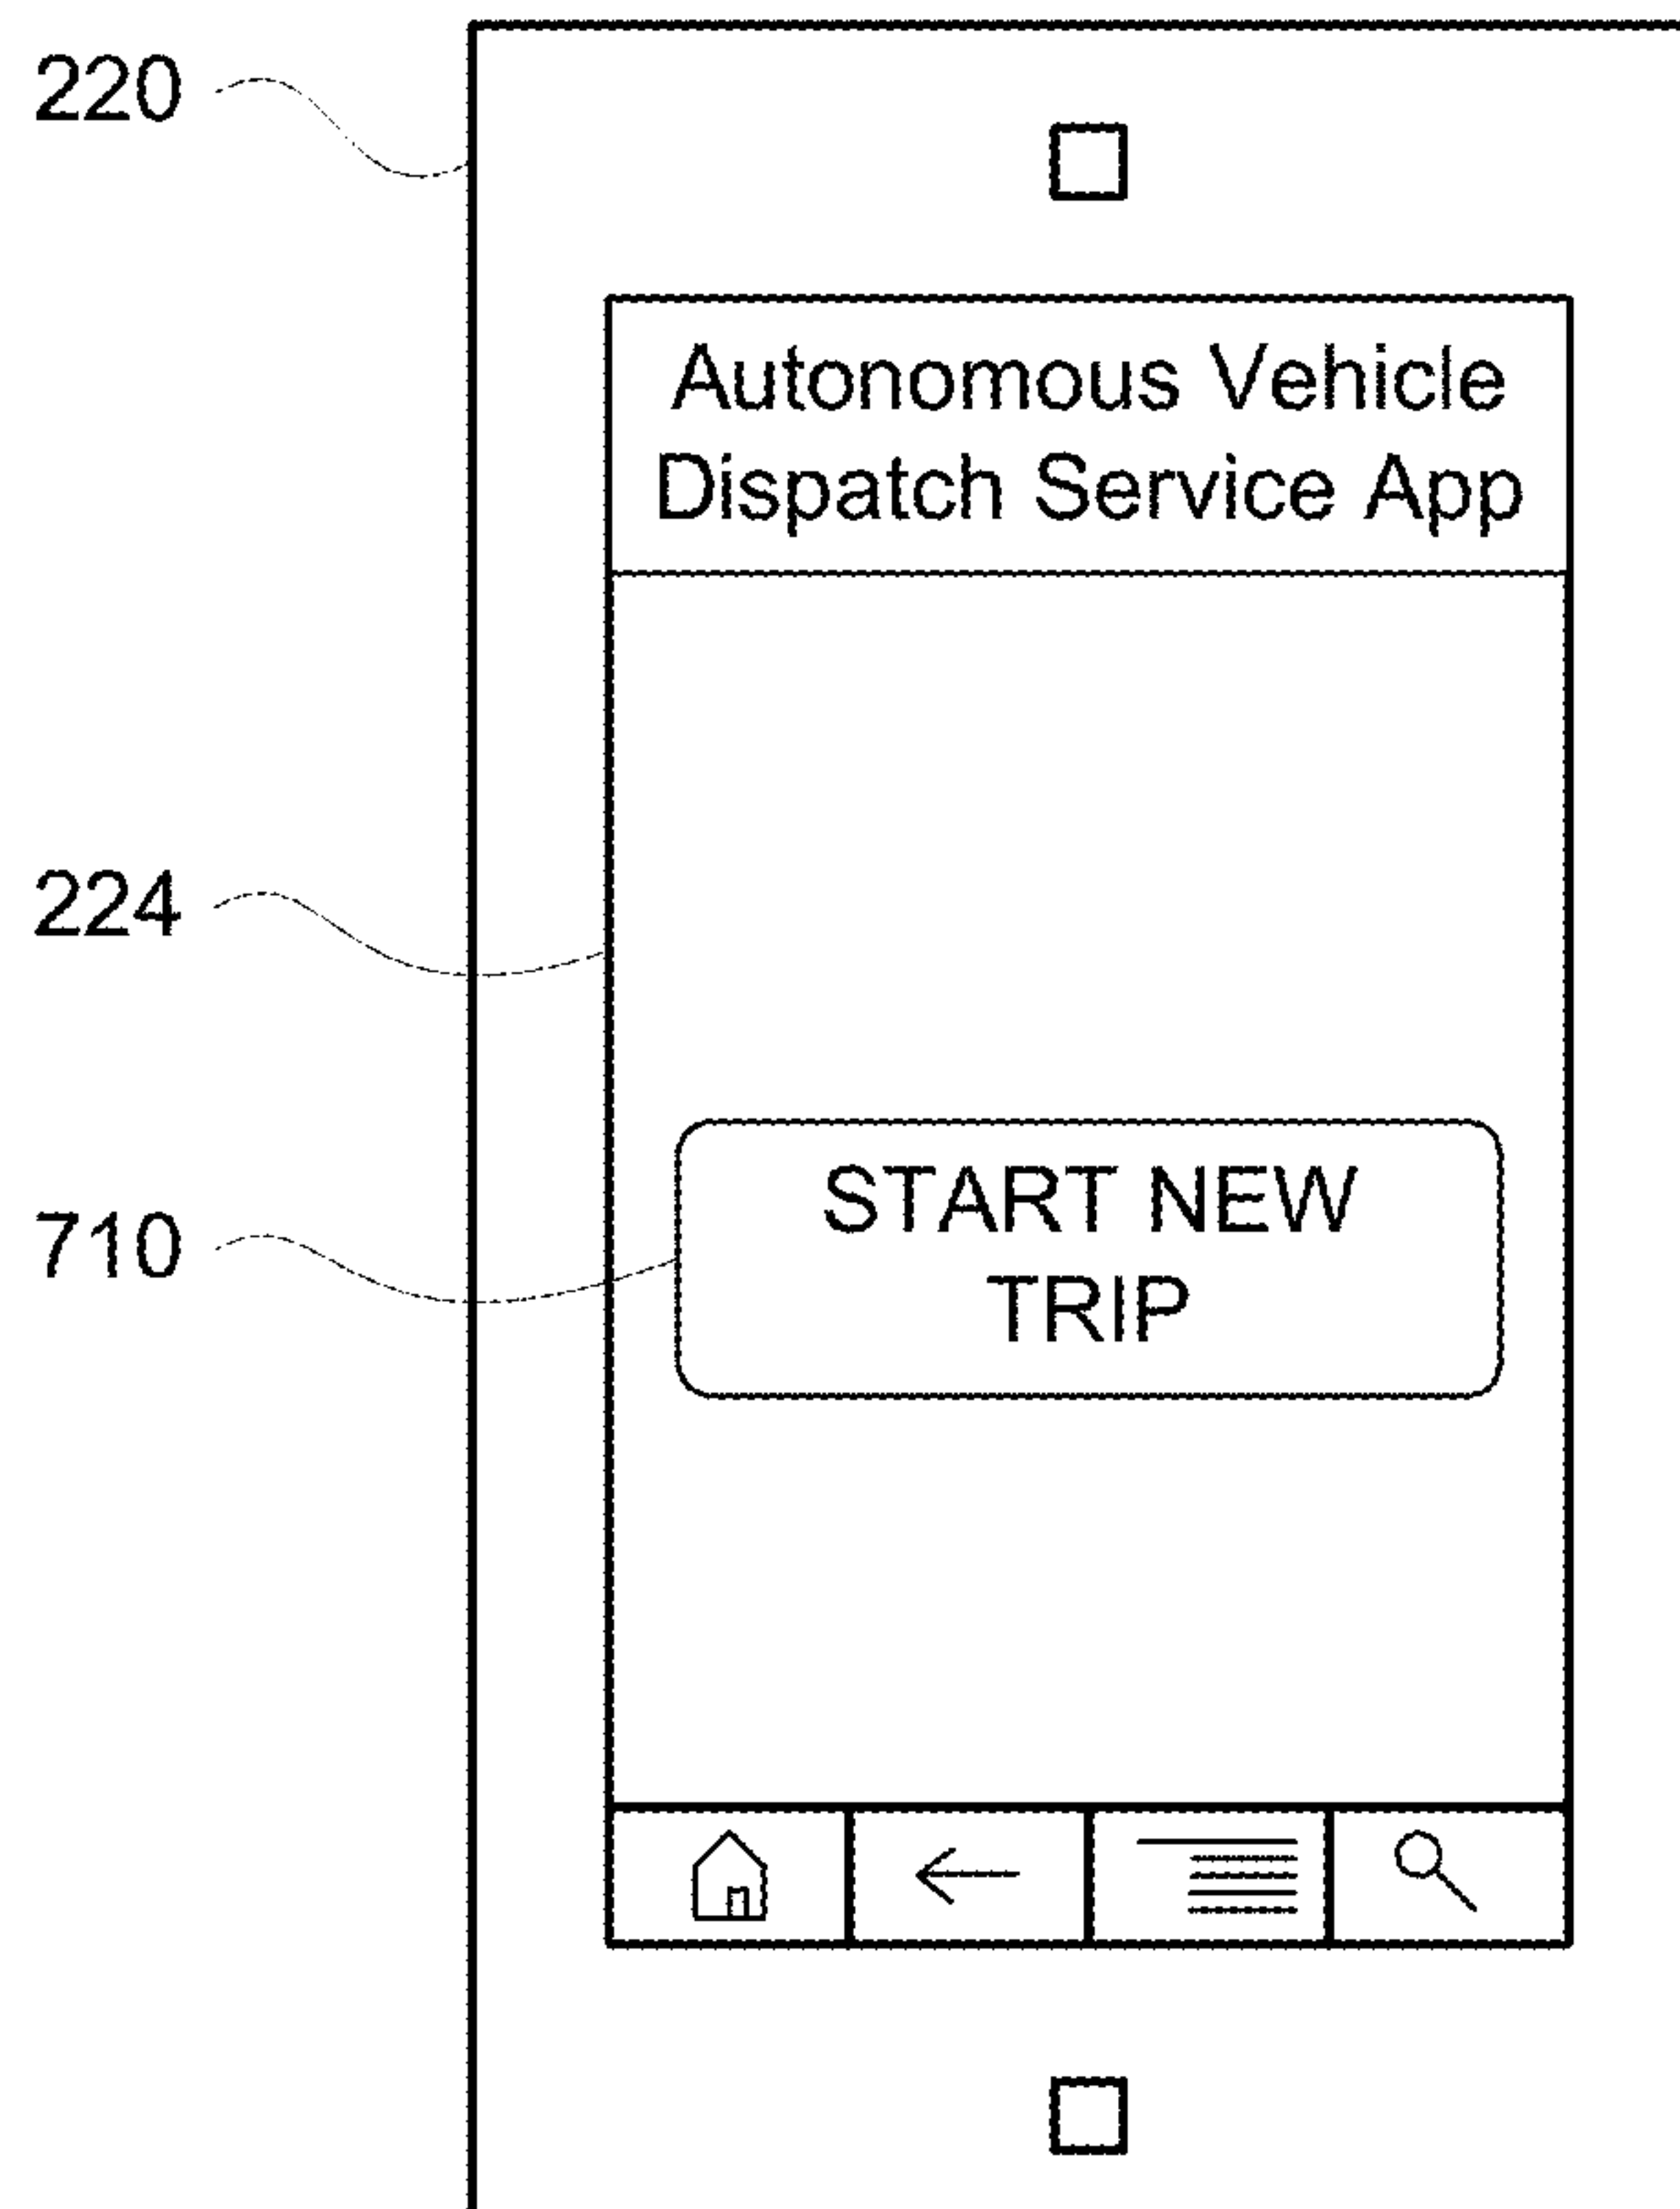 220
Autonomous Vehicle
Dispatch Service App
224
710
START NEW
TRIP